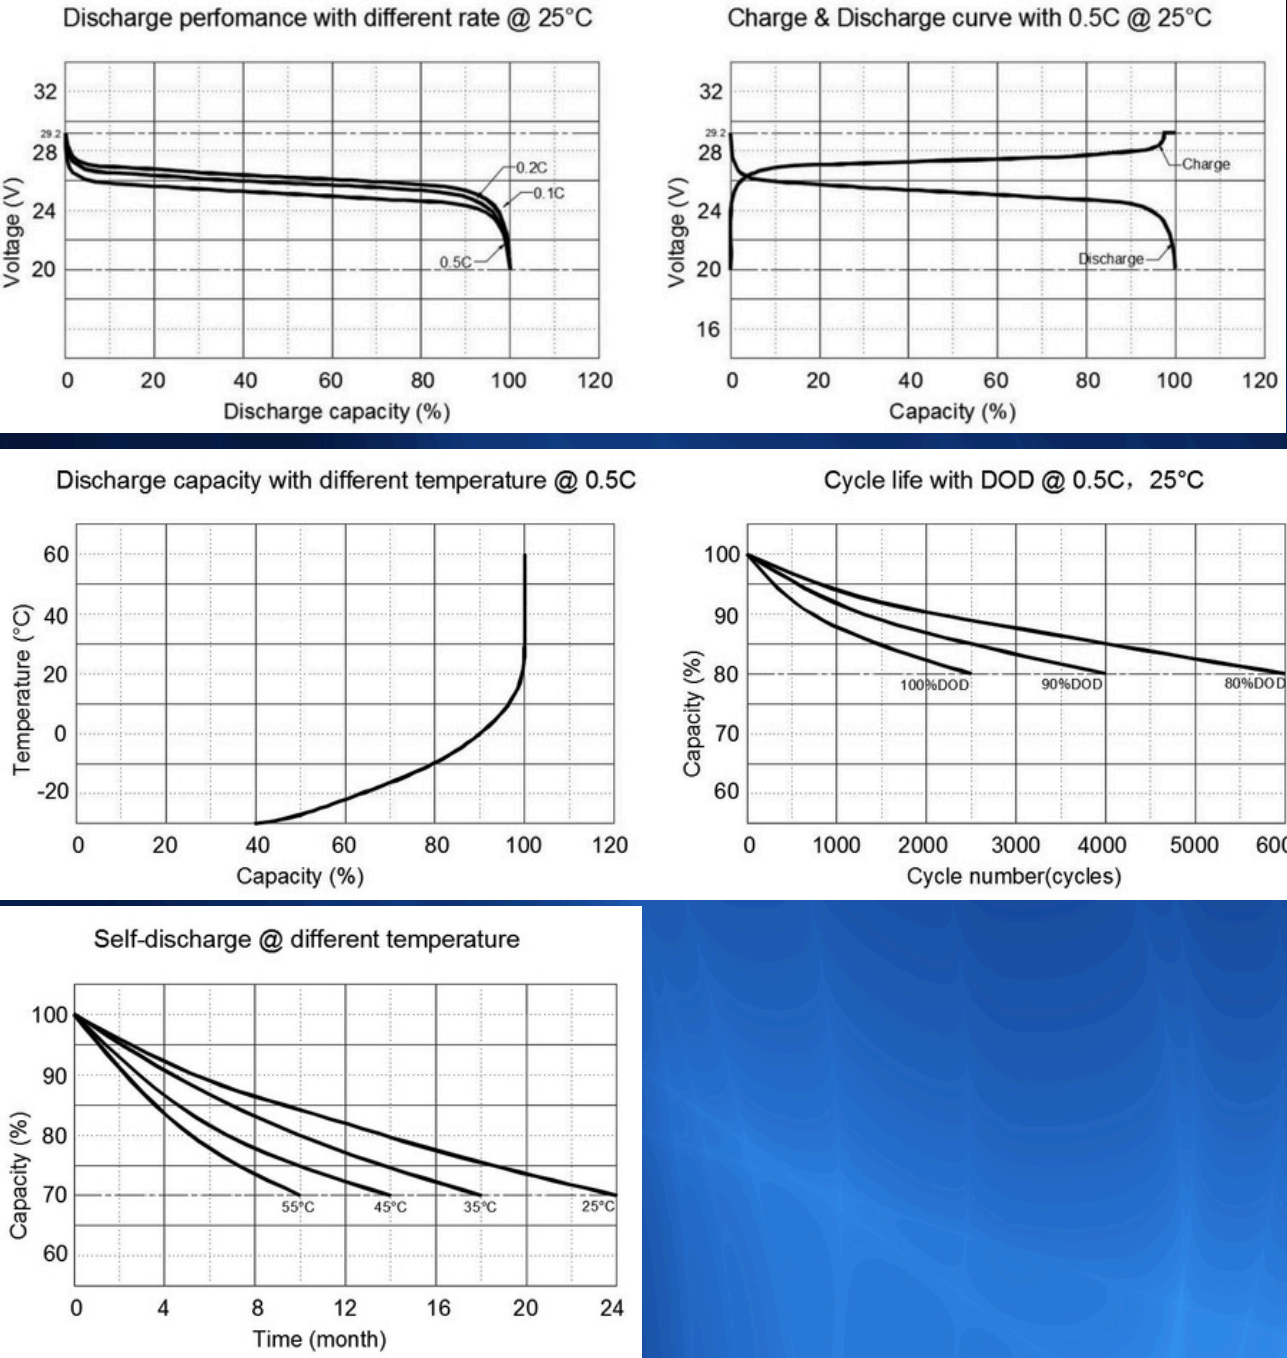 Discharge perfomance with different rate @ 25°C
32
29.2
28
24
20
Voltage (V)
0.2C
0.1C
0.5C
0 20 40 60 80 100 120
Discharge capacity (%)
Charge & Discharge curve with 0.5C @ 25°C
32
29.2
28
24
20
16
Voltage (V)
Charge
Discharge
0 20 40 60 80 100 120
Capacity (%)
Discharge capacity with different temperature @ 0.5C
60
40
20
0
-20
Temperature (°C)
0 20 40 60 80 100 120
Capacity (%)
Cycle life with DOD @ 0.5C，25°C
100
90
80
70
60
Capacity (%)
100%DOD 90%DOD 80%DOD
0 1000 2000 3000 4000 5000 600
Cycle number(cycles)
Self-discharge @ different temperature
100
90
80
70
60
Capacity (%)
55°C 45°C 35°C 25°C
0 4 8 12 16 20 24
Time (month)